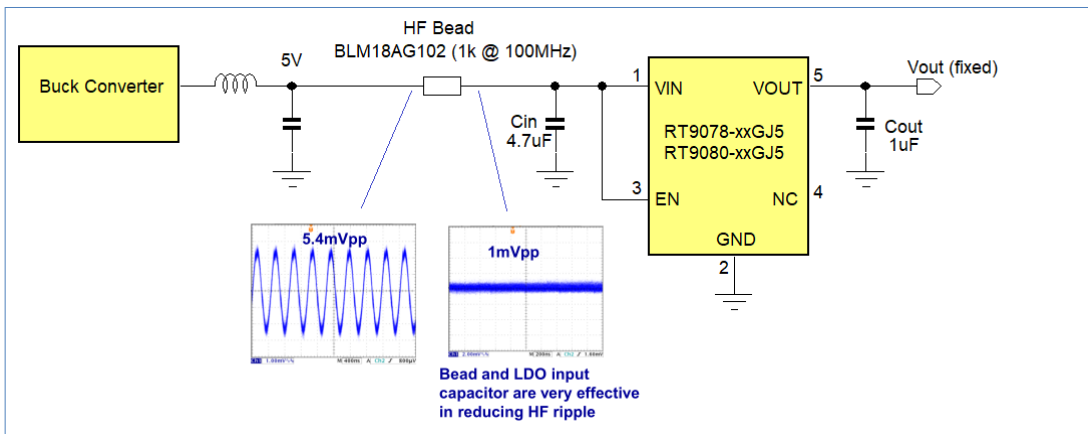 HF Bead
BLM18AG102 (1k @ 100MHz)
Buck Converter
5V
1
VIN
VOUT
5
Vout (fixed)
Cin
4.7uF
RT9078-xxGJ5
RT9080-xxGJ5
Cout
1uF
3
EN
NC
4
GND
2
5.4mVpp
1mVpp
Bead and LDO input
capacitor are very effective
in reducing HF ripple